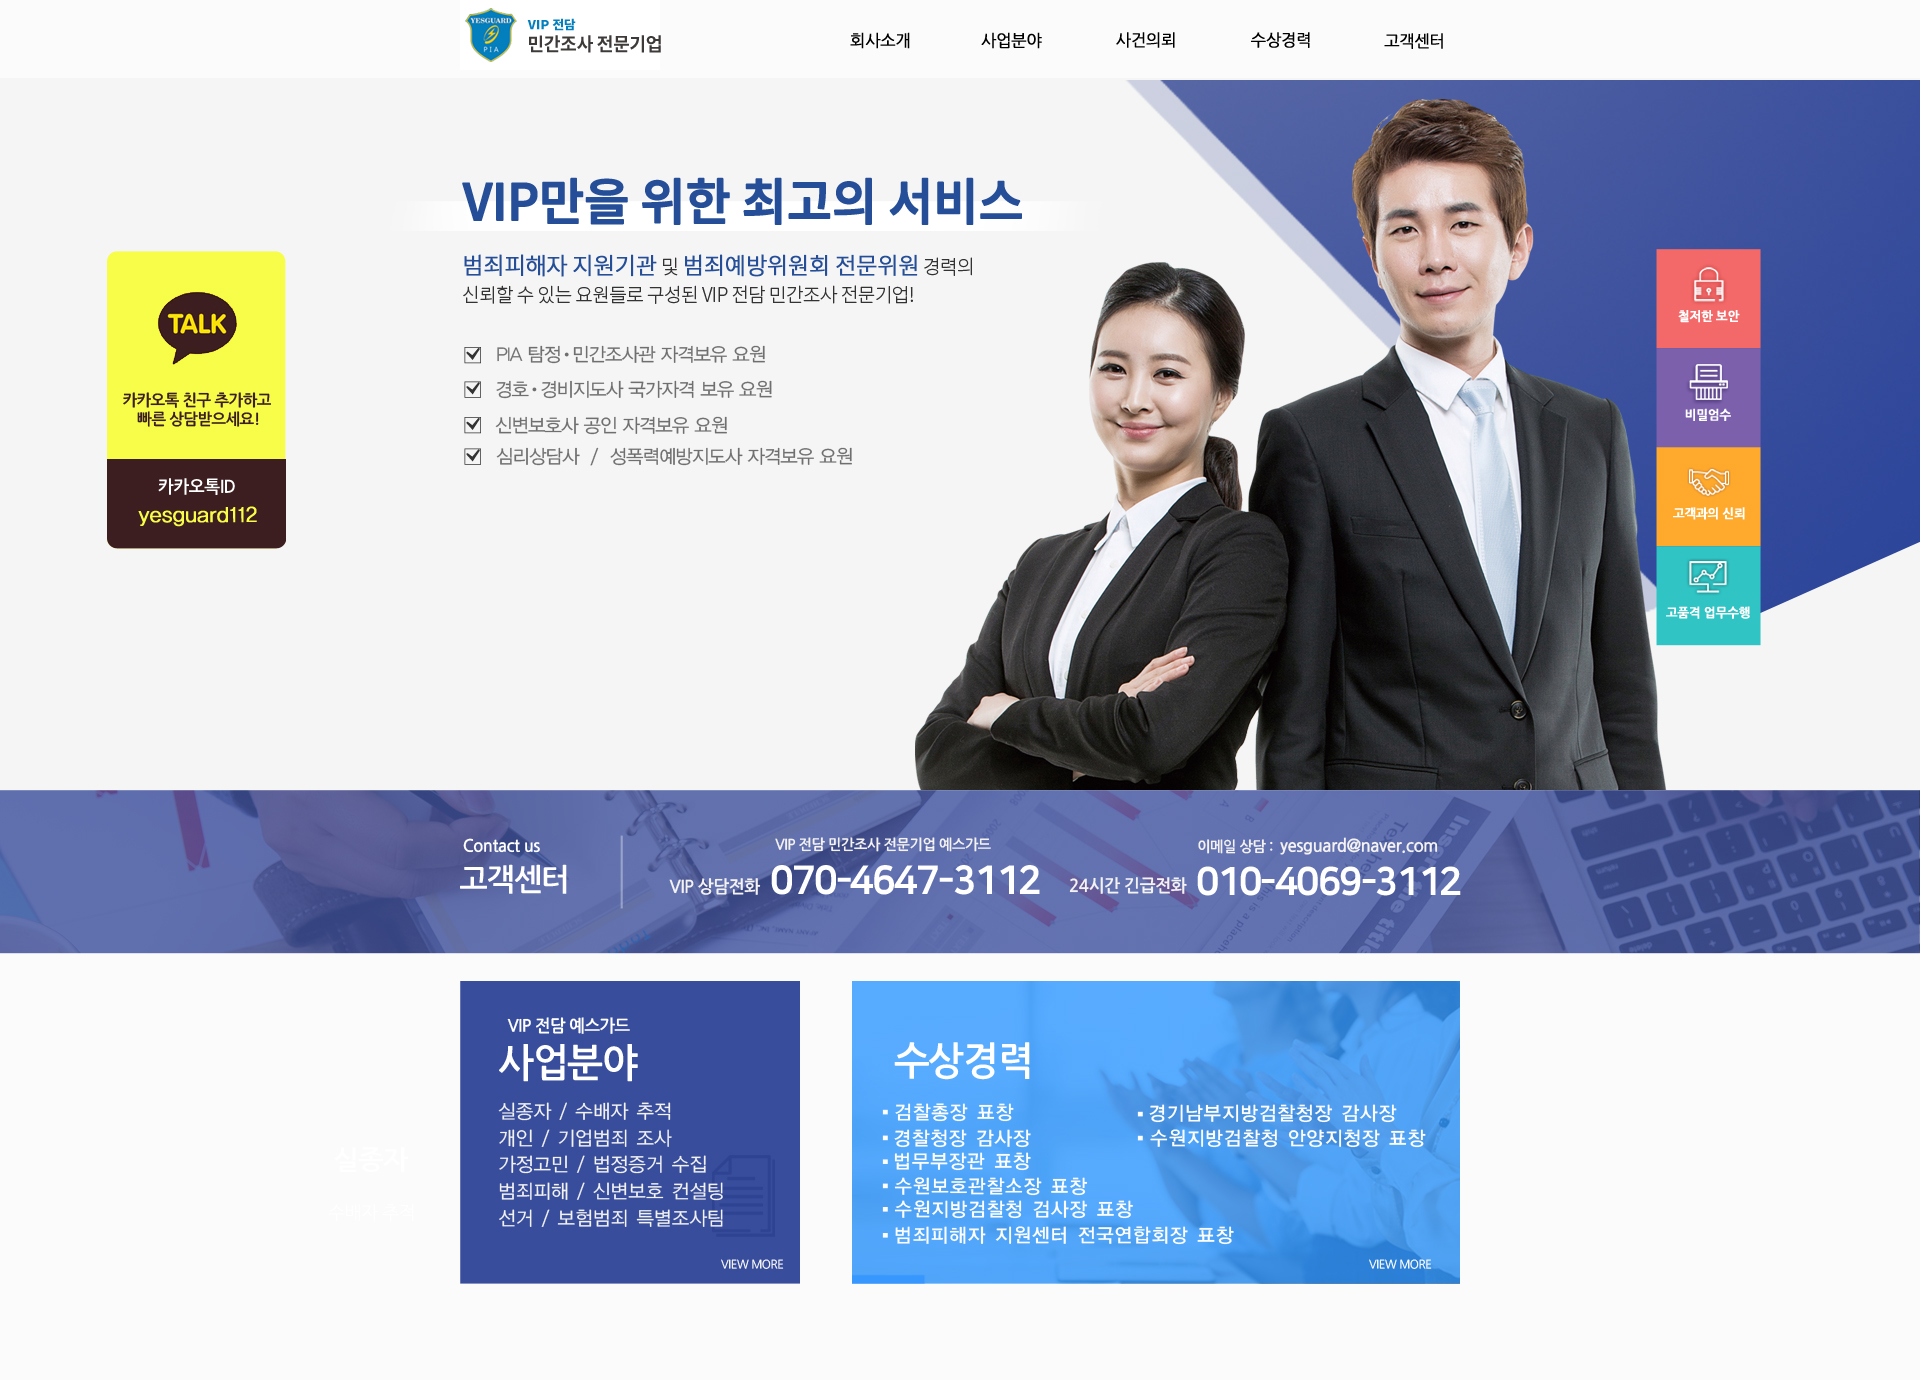 YESGUARD
PIA
VIP 전담
민간조사 전문기업
회사소개
사업분야
사건의뢰
수상경력
고객센터
VIP만을 위한 최고의 서비스
범죄피해자 지원기관 및 범죄예방위원회 전문위원 경력의
신뢰할 수 있는 요원들로 구성된 VIP 전담 민간조사 전문기업!
PIA 탐정·민간조사관 자격보유 요원
경호·경비지도사 국가자격 보유 요원
신변보호사 공인 자격보유 요원
심리상담사 / 성폭력예방지도사 자격보유 요원
TALK
카카오톡 친구 추가하고
빠른 상담받으세요!
카카오톡ID
yesguard112
철저한 보안
비밀엄수
고객과의 신뢰
고품격 업무수행
Contact us
고객센터
VIP 전담 민간조사 전문기업 예스가드
VIP 상담전화 070-4647-3112
이메일 상담 : yesguard@naver.com
24시간 긴급전화 010-4069-3112
VIP 전담 예스가드
사업분야
실종자 / 수배자 추적
개인 / 기업범죄 조사
가정고민 / 법정증거 수집
범죄피해 / 신변보호 컨설팅
선거 / 보험범죄 특별조사팀
VIEW MORE
실종자
수상경력
▪ 검찰총장 표창
▪ 경찰청장 감사장
▪ 법무부장관 표창
▪ 수원보호관찰소장 표창
▪ 수원지방검찰청 검사장 표창
▪ 범죄피해자 지원센터 전국연합회장 표창
▪ 경기남부지방검찰청장 감사장
▪ 수원지방검찰청 안양지청장 표창
VIEW MORE